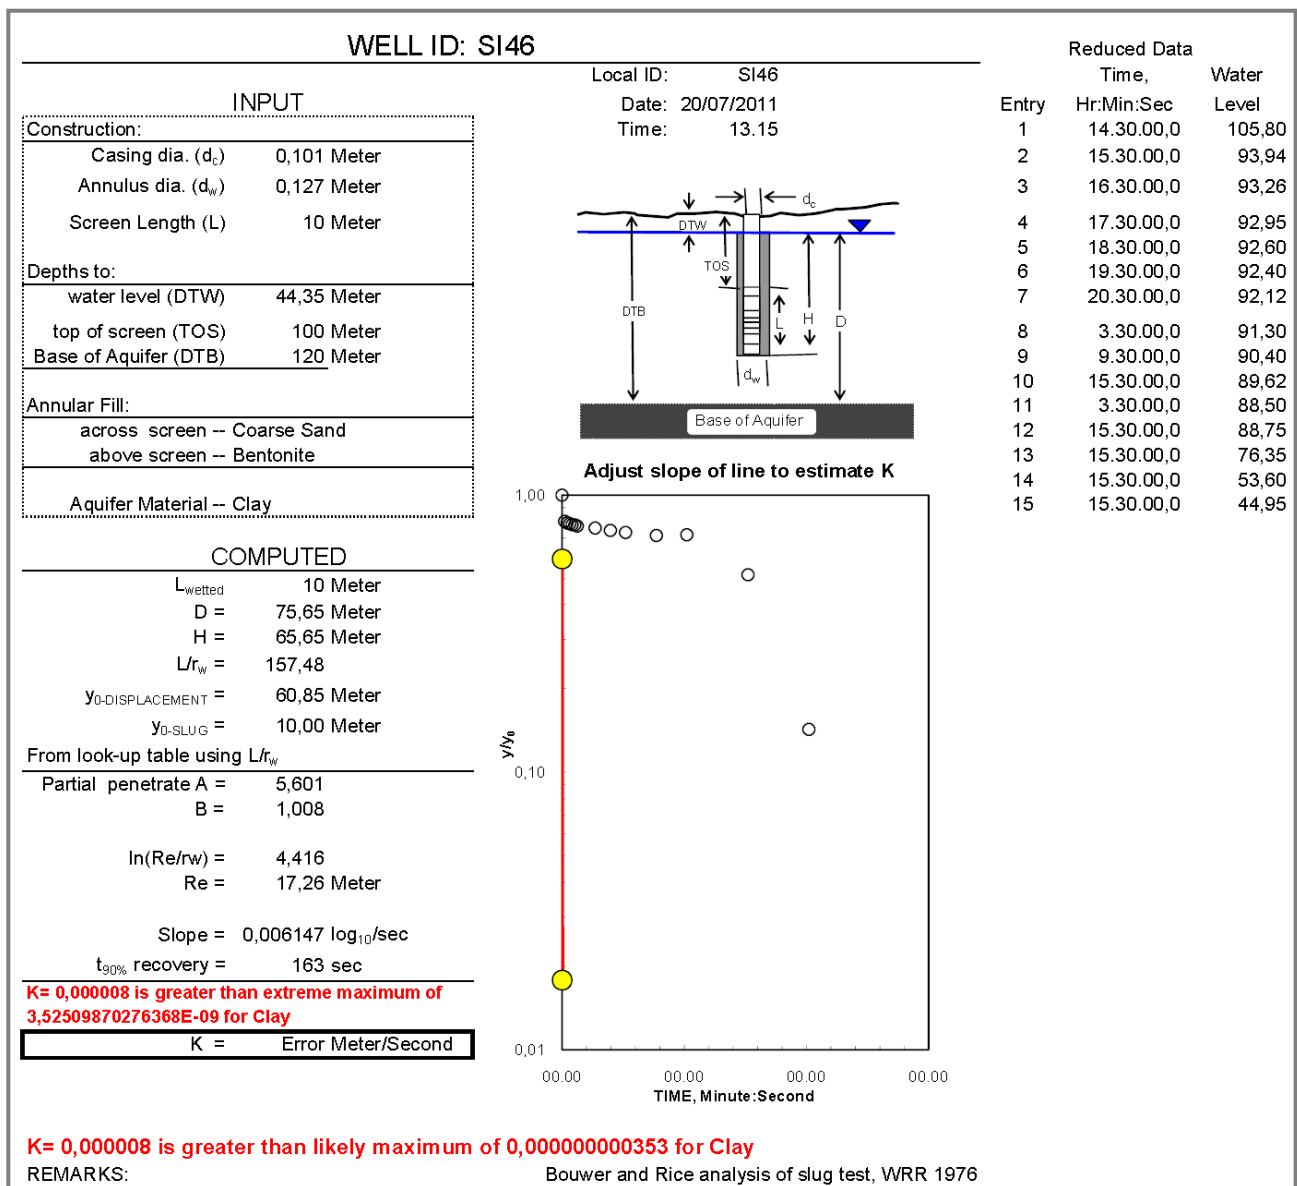 WELL ID: SI46
Local ID: SI46
Date: 20/07/2011
Time: 13.15
INPUT
Construction:
Casing dia. (dc) 0,101 Meter
Annulus dia. (dw) 0,127 Meter
Screen Length (L) 10 Meter
Depths to:
water level (DTW) 44,35 Meter
top of screen (TOS) 100 Meter
Base of Aquifer (DTB) 120 Meter
Annular Fill:
across screen -- Coarse Sand
above screen -- Bentonite
Aquifer Material -- Clay
COMPUTED
Lwetted 10 Meter
D = 75,65 Meter
H = 65,65 Meter
L/rw = 157,48
y0-DISPLACEMENT = 60,85 Meter
y0-SLUG = 10,00 Meter
From look-up table using L/rw
Partial penetrate A = 5,601
B = 1,008
ln(Re/rw) = 4,416
Re = 17,26 Meter
Slope = 0,006147 log10/sec
t90% recovery = 163 sec
K= 0,000008 is greater than extreme maximum of
3,52509870276368E-09 for Clay
K = Error Meter/Second
dc
DTW
TOS
DTB
L
H
D
dw
Base of Aquifer
Adjust slope of line to estimate K
1,00
0,10
0,01
y/y0
00.00 00.00 00.00 00.00
TIME, Minute:Second
Reduced Data
Time, Water
Entry Hr:Min:Sec Level
1 14.30.00,0 105,80
2 15.30.00,0 93,94
3 16.30.00,0 93,26
4 17.30.00,0 92,95
5 18.30.00,0 92,60
6 19.30.00,0 92,40
7 20.30.00,0 92,12
8 3.30.00,0 91,30
9 9.30.00,0 90,40
10 15.30.00,0 89,62
11 3.30.00,0 88,50
12 15.30.00,0 88,75
13 15.30.00,0 76,35
14 15.30.00,0 53,60
15 15.30.00,0 44,95
K= 0,000008 is greater than likely maximum of 0,000000000353 for Clay
REMARKS: Bouwer and Rice analysis of slug test, WRR 1976